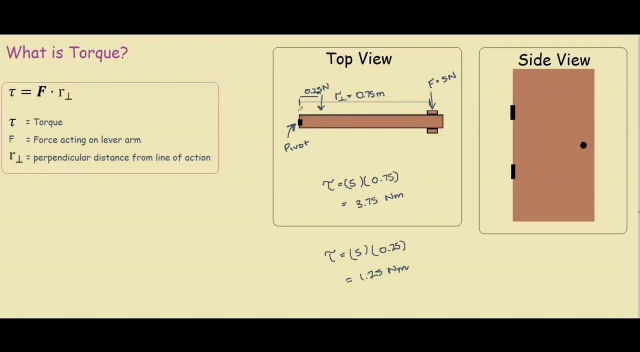 What is Torque?
τ = F · r⊥
τ = Torque
F = Force acting on lever arm
r⊥ = perpendicular distance from line of action
Top View
0.25N
F = 5N
r⊥ = 0.75m
Pivot
τ = (5)(0.75)
= 3.75 Nm
τ = (5)(0.25)
= 1.25 Nm
Side View